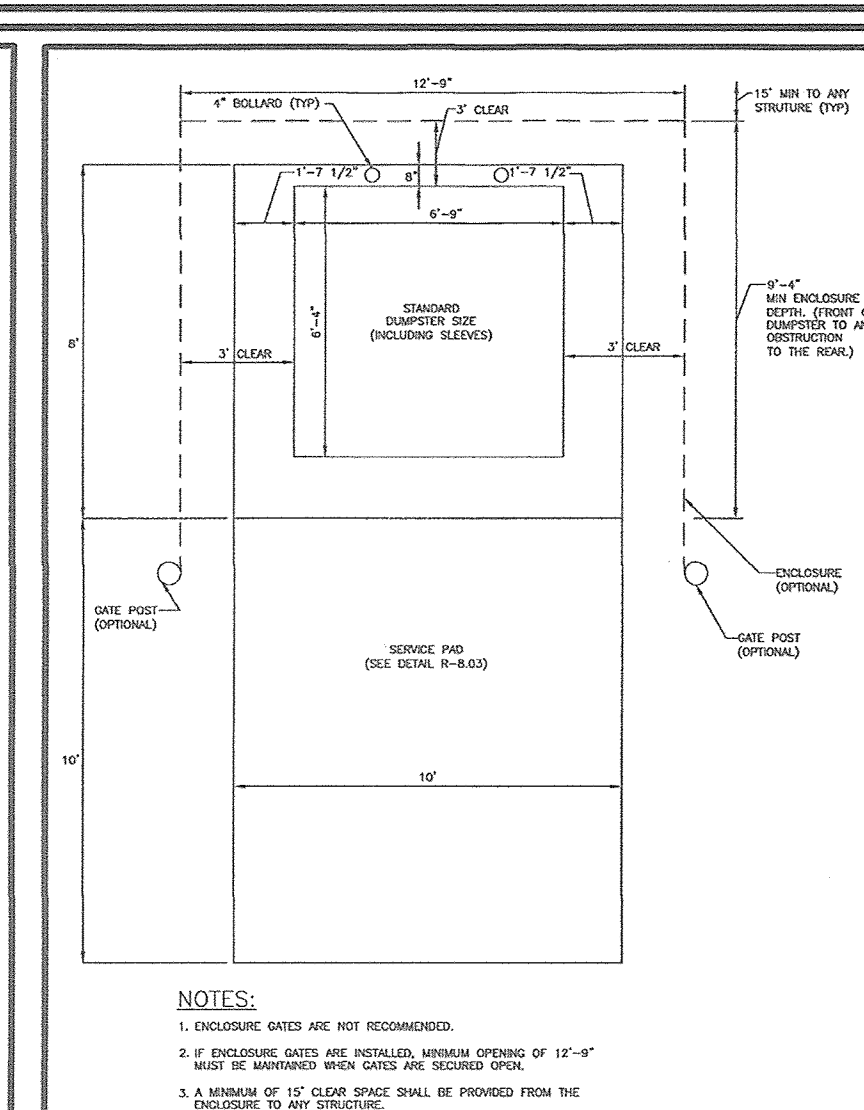 12'-9"
4" BOLLARD (TYP)
3' CLEAR
15' MIN TO ANY
STRUTURE (TYP)
1'-7 1/2"
8"
1'-7 1/2"
6'-9"
6'-4"
STANDARD
DUMPSTER SIZE
(INCLUDING SLEEVES)
9'-4"
MIN ENCLOSURE
DEPTH. (FRONT
DUMPSTER TO
OBSTRUCTION
TO THE REAR.)
8'
3' CLEAR
3' CLEAR
ENCLOSURE
(OPTIONAL)
GATE POST
(OPTIONAL)
GATE POST
(OPTIONAL)
SERVICE PAD
(SEE DETAIL R-8.03)
10'
10'
NOTES:
1. ENCLOSURE GATES ARE NOT RECOMMENDED.
2. IF ENCLOSURE GATES ARE INSTALLED, MINIMUM OPENING OF 12'-9"
MUST BE MAINTAINED WHEN GATES ARE SECURED OPEN.
3. A MINIMUM OF 15' CLEAR SPACE SHALL BE PROVIDED FROM THE
ENCLOSURE TO ANY STRUCTURE.